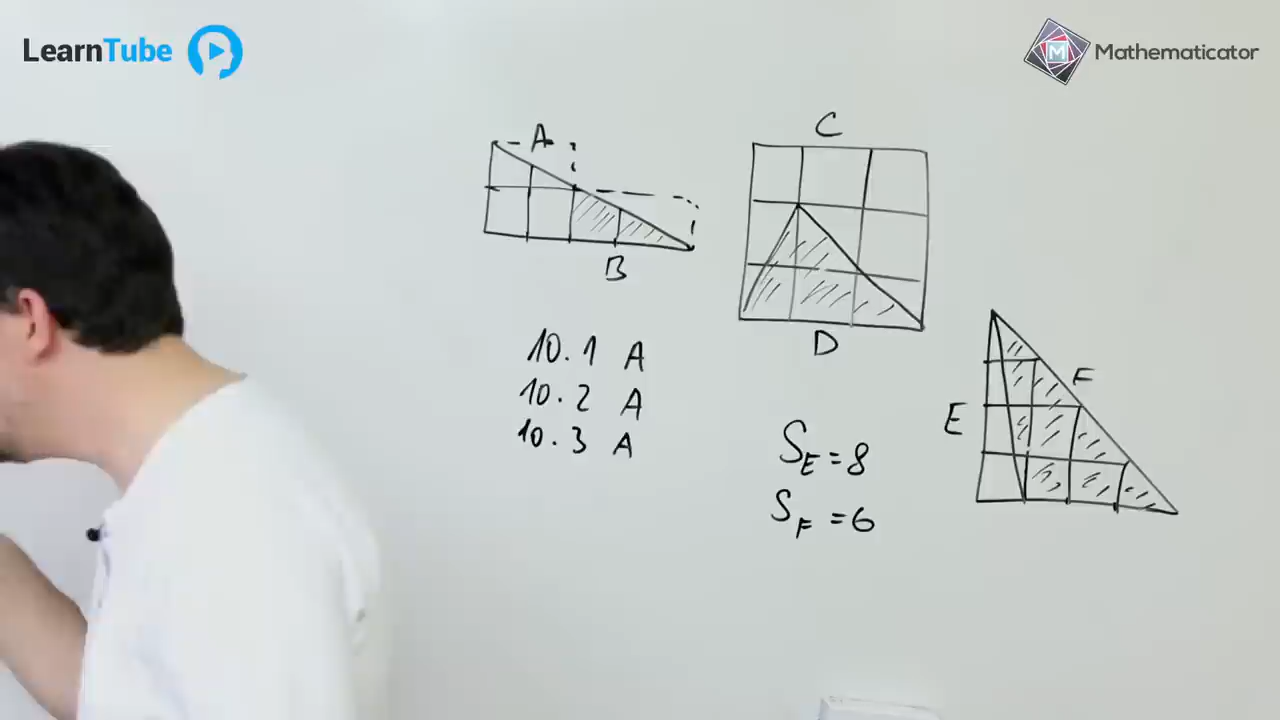 LearnTube
Mathematicator
A
B
C
D
10.1 A
10.2 A
10.3 A
S_E = 8
S_F = 6
E
F